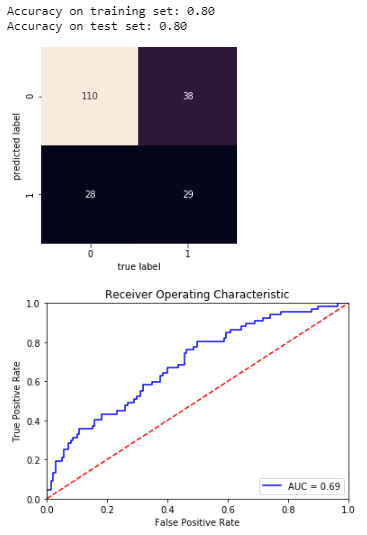 Accuracy on training set: 0.80
Accuracy on test set: 0.80
0
110
38
predicted label
1
28
29
0
1
true label
Receiver Operating Characteristic
1.0
0.8
0.6
0.4
0.2
0.0
True Positive Rate
AUC = 0.69
0.0
0.2
0.4
0.6
0.8
1.0
False Positive Rate